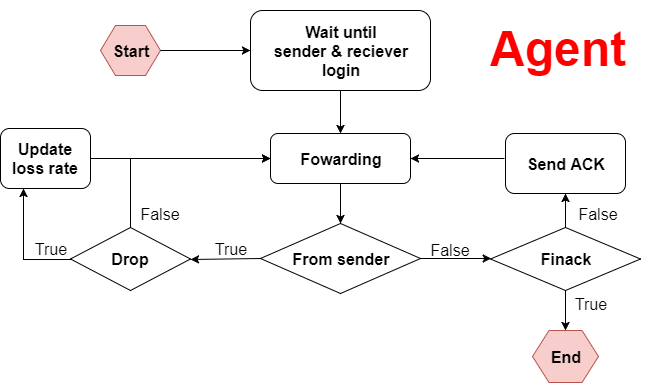 Agent
Start
Wait until
sender & reciever
login
Update
loss rate
Fowarding
Send ACK
False
False
True
Drop
True
From sender
False
Finack
True
End